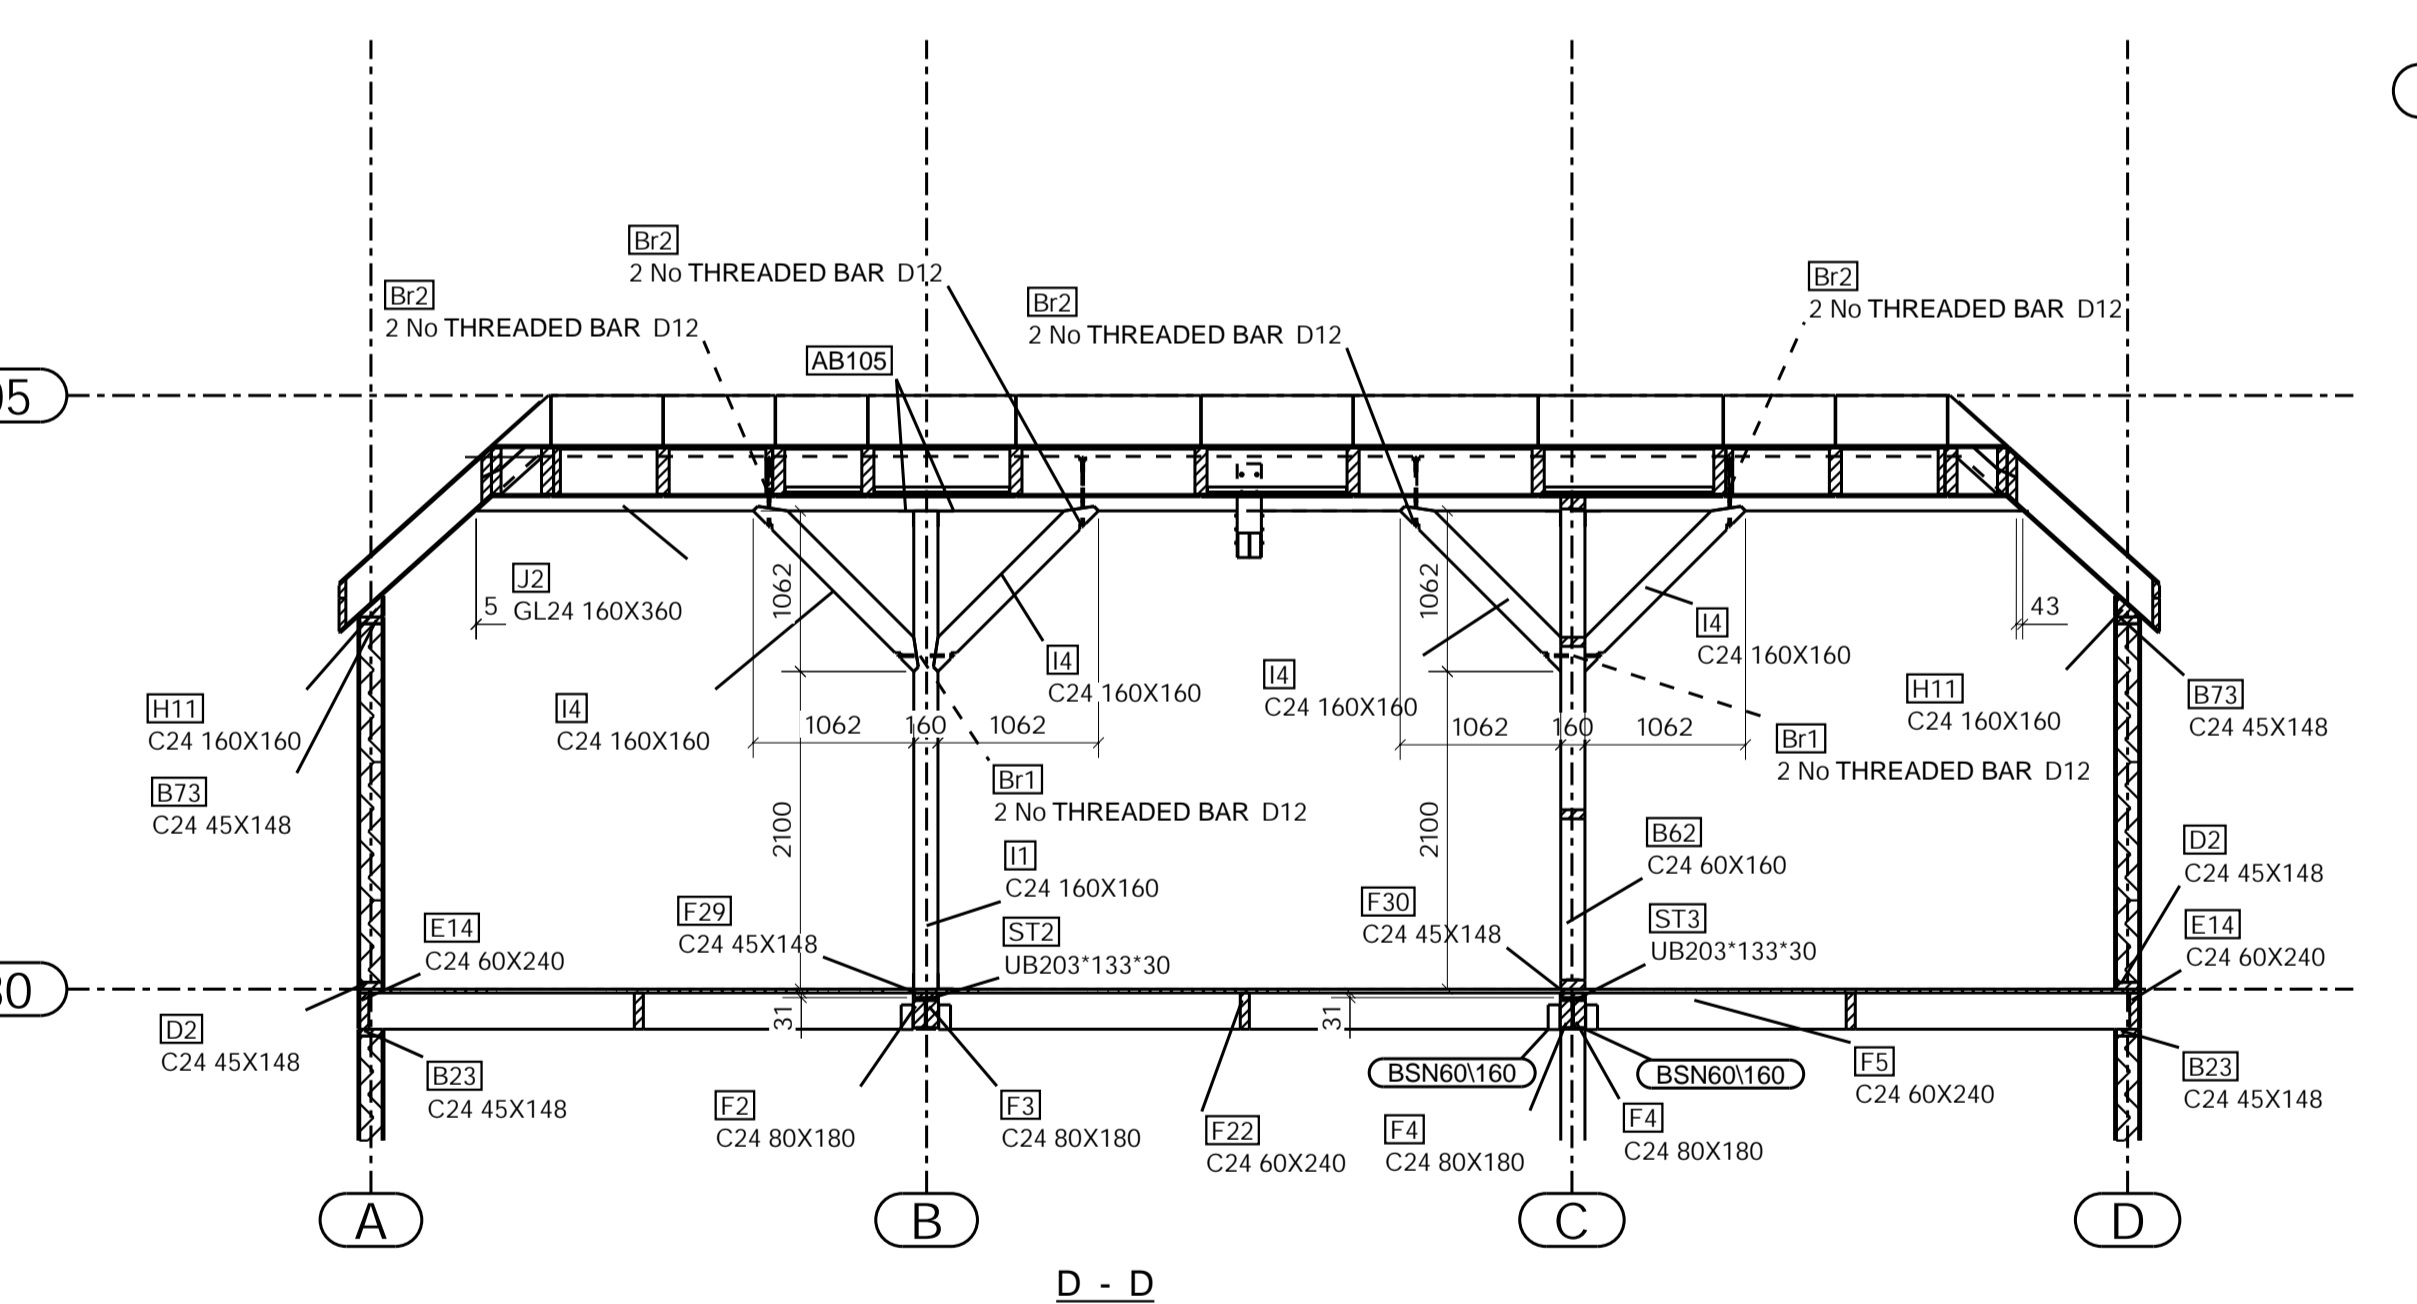 Br2
2 No THREADED BAR D12
Br2
2 No THREADED BAR D12
Br2
2 No THREADED BAR D12
Br2
2 No THREADED BAR D12
AB105
5
J2
GL24 160X360
5
43
1062
1062
I4
C24 160X160
I4
C24 160X160
I4
C24 160X160
I4
C24 160X160
H11
C24 160X160
B73
C24 45X148
H11
C24 160X160
B73
C24 45X148
1062 160 1062
1062 160 1062
Br1
2 No THREADED BAR D12
Br1
2 No THREADED BAR D12
2100
2100
I1
C24 160X160
B62
C24 60X160
D2
C24 45X148
F29
C24 45X148
ST2
UB203*133*30
F30
C24 45X148
ST3
UB203*133*30
E14
C24 60X240
E14
C24 60X240
0
31
31
D2
C24 45X148
B23
C24 45X148
F2
C24 80X180
F3
C24 80X180
F22
C24 60X240
BSN60\160
BSN60\160
F4
C24 80X180
F4
C24 80X180
F5
C24 60X240
B23
C24 45X148
A
B
C
D
D - D